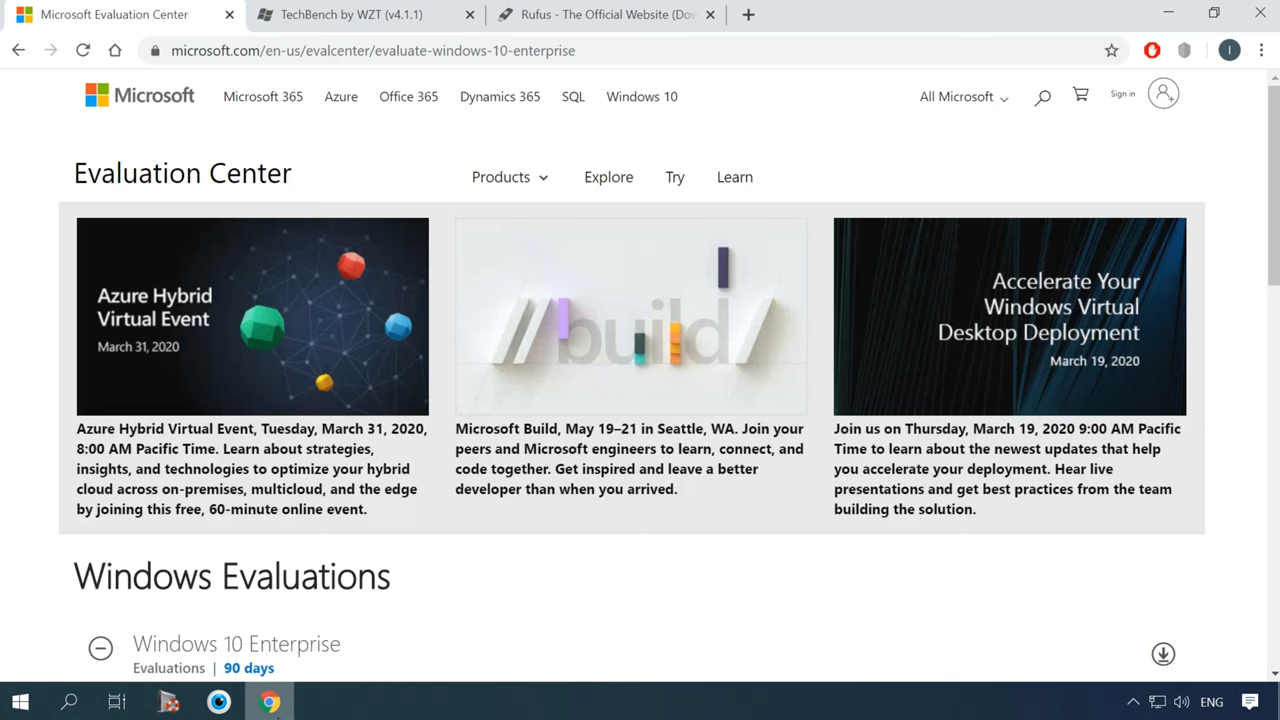 Microsoft Evaluation Center
TechBench by WZT (v4.1.1)
Rufus - The Official Website (Dov
microsoft.com/en-us/evalcenter/evaluate-windows-10-enterprise
I
Microsoft
Microsoft 365
Azure
Office 365
Dynamics 365
SQL
Windows 10
All Microsoft
Sign in
Evaluation Center
Products
Explore
Try
Learn
Azure Hybrid
Virtual Event
March 31, 2020
//build/
Accelerate Your
Windows Virtual
Desktop Deployment
March 19, 2020
Azure Hybrid Virtual Event, Tuesday, March 31, 2020,
8:00 AM Pacific Time. Learn about strategies,
insights, and technologies to optimize your hybrid
cloud across on-premises, multicloud, and the edge
by joining this free, 60-minute online event.
Microsoft Build, May 19–21 in Seattle, WA. Join your
peers and Microsoft engineers to learn, connect, and
code together. Get inspired and leave a better
developer than when you arrived.
Join us on Thursday, March 19, 2020 9:00 AM Pacific
Time to learn about the newest updates that help
you accelerate your deployment. Hear live
presentations and get best practices from the team
building the solution.
Windows Evaluations
Windows 10 Enterprise
Evaluations | 90 days
ENG